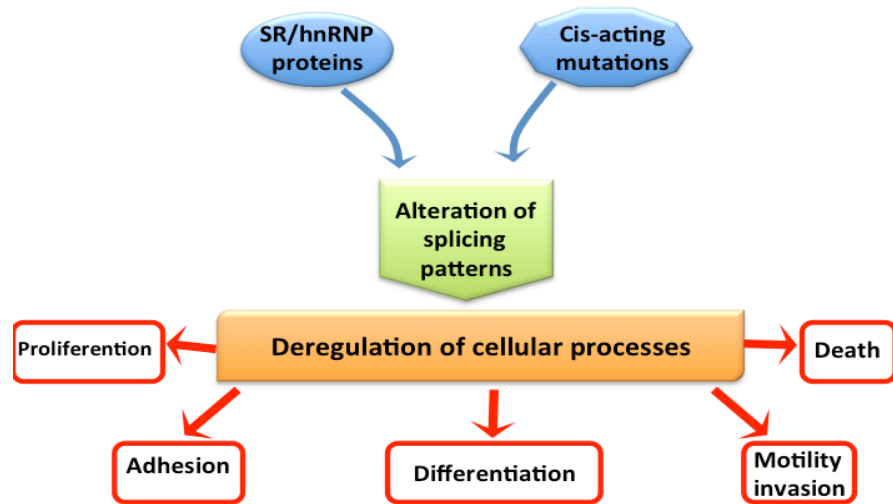 SR/hnRNP
proteins
Cis-acting
mutations
Alteration of
splicing
patterns
Deregulation of cellular processes
Proliferention
Death
Adhesion
Differentiation
Motility
invasion